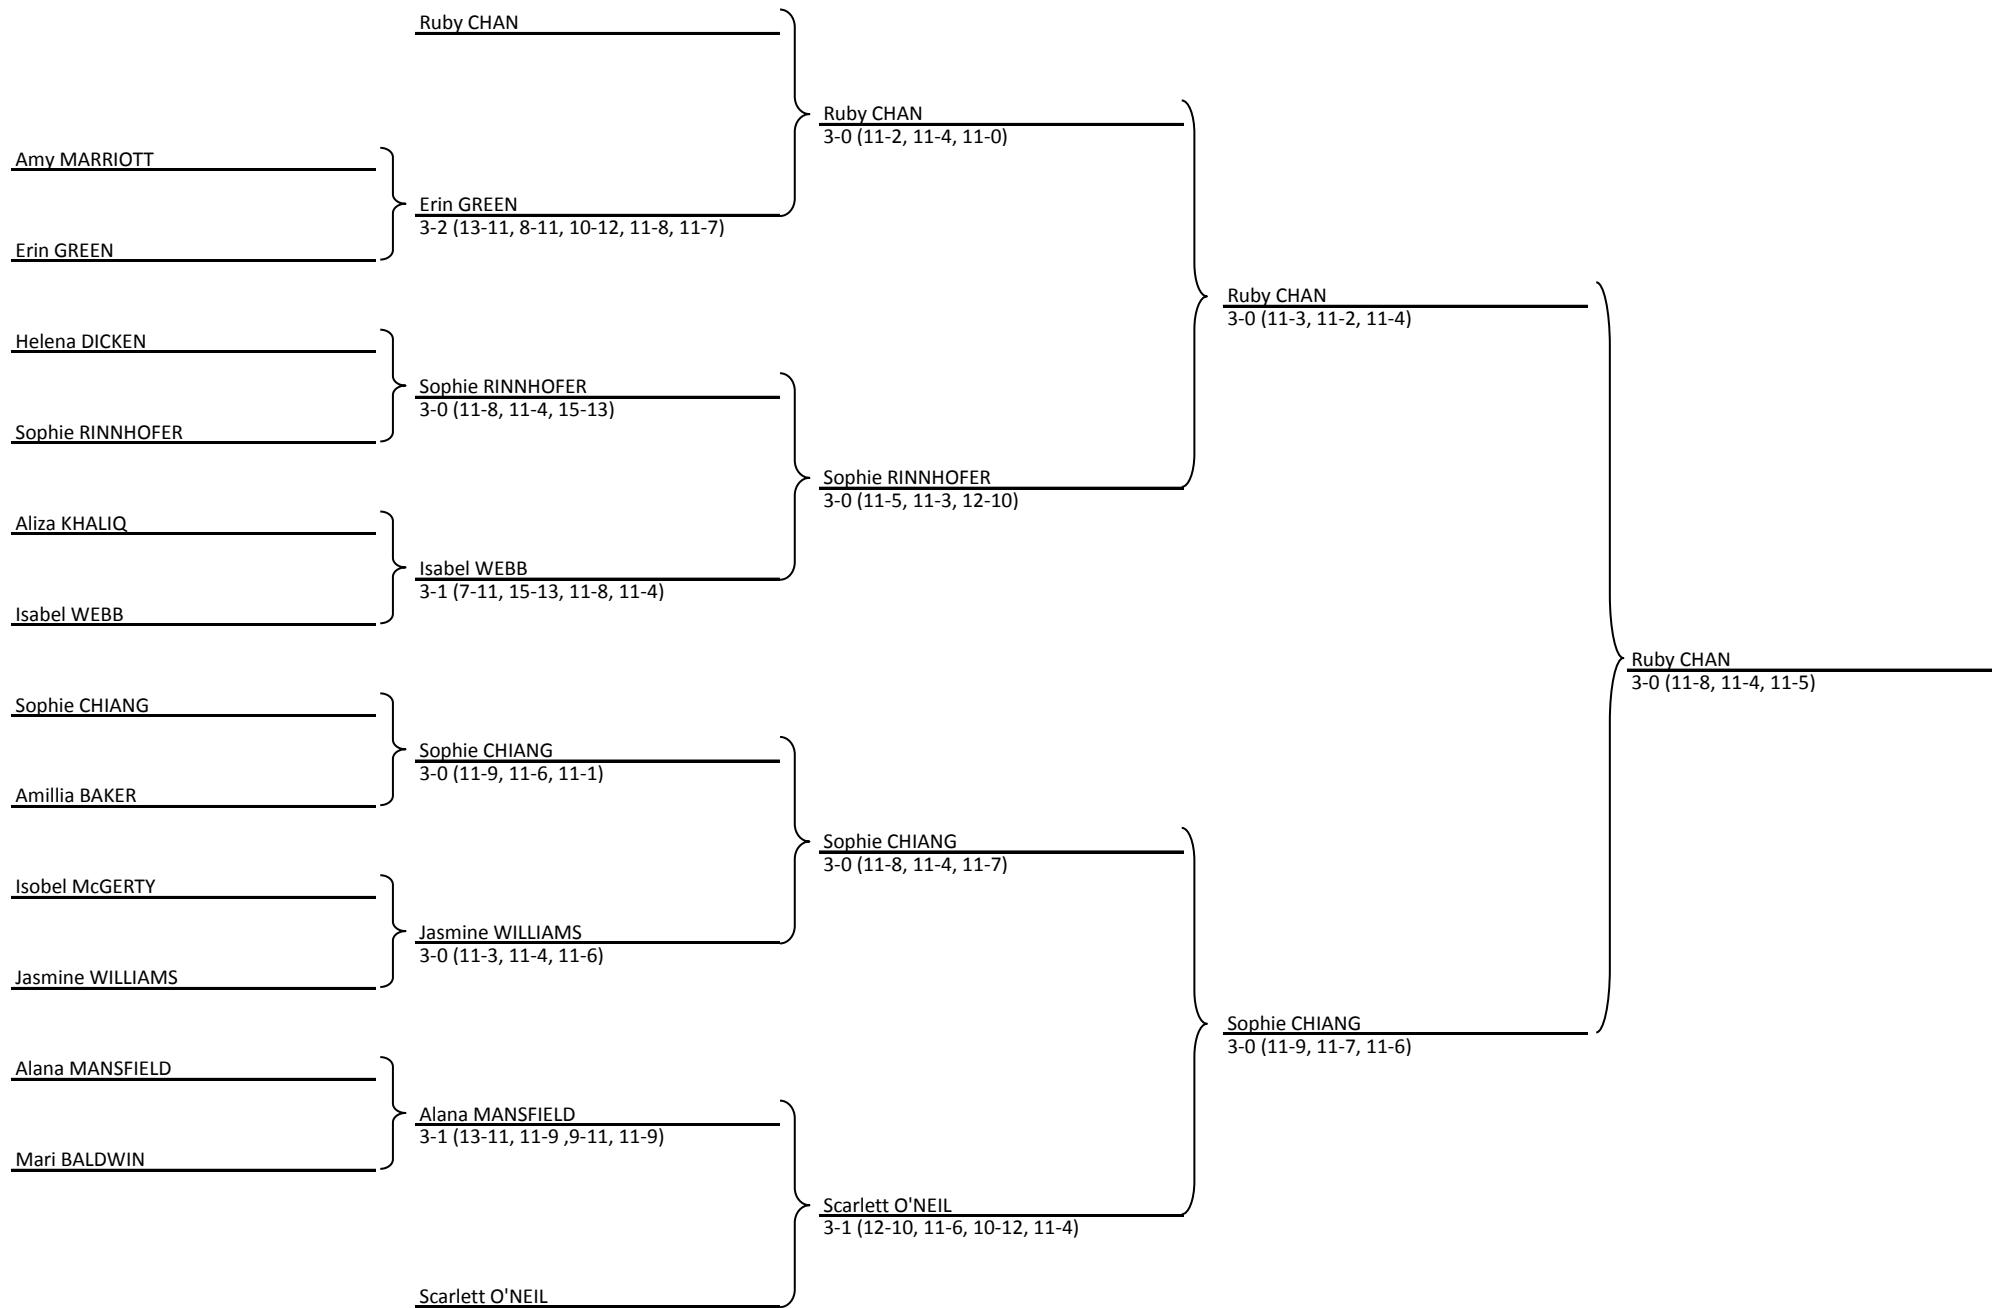 Ruby CHAN
Amy MARRIOTT
Erin GREEN
Helena DICKEN
Sophie RINNHOFER
Aliza KHALIQ
Isabel WEBB
Sophie CHIANG
Amillia BAKER
Isobel McGERTY
Jasmine WILLIAMS
Alana MANSFIELD
Mari BALDWIN
Erin GREEN
3-2 (13-11, 8-11, 10-12, 11-8, 11-7)
Sophie RINNHOFER
3-0 (11-8, 11-4, 15-13)
Isabel WEBB
3-1 (7-11, 15-13, 11-8, 11-4)
Sophie CHIANG
3-0 (11-9, 11-6, 11-1)
Jasmine WILLIAMS
3-0 (11-3, 11-4, 11-6)
Alana MANSFIELD
3-1 (13-11, 11-9 ,9-11, 11-9)
Scarlett O'NEIL
Ruby CHAN
3-0 (11-2, 11-4, 11-0)
Sophie RINNHOFER
3-0 (11-5, 11-3, 12-10)
Sophie CHIANG
3-0 (11-8, 11-4, 11-7)
Scarlett O'NEIL
3-1 (12-10, 11-6, 10-12, 11-4)
Ruby CHAN
3-0 (11-3, 11-2, 11-4)
Sophie CHIANG
3-0 (11-9, 11-7, 11-6)
Ruby CHAN
3-0 (11-8, 11-4, 11-5)